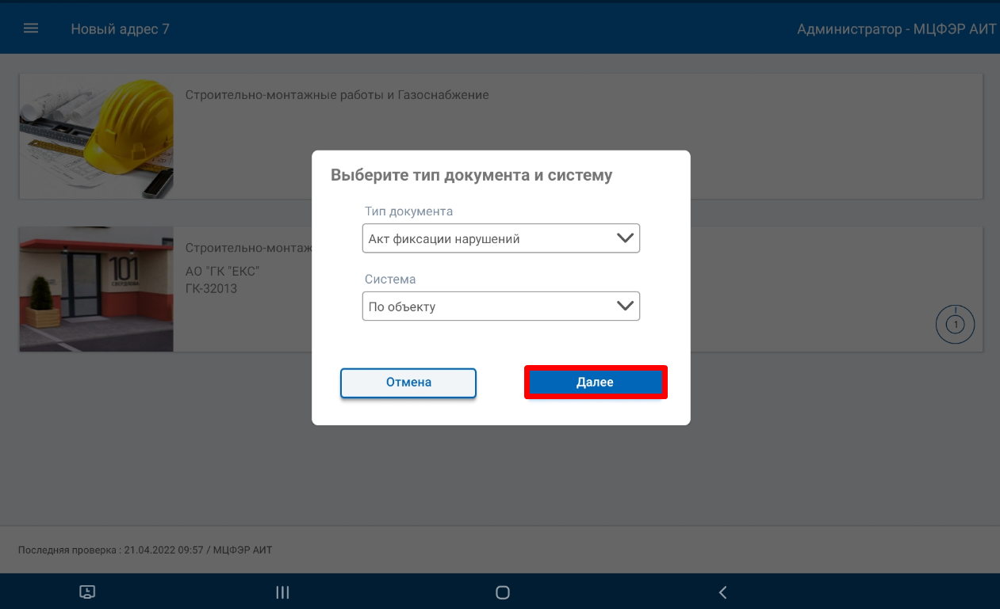 Новый адрес 7
Администратор - МЦФЭР АИТ
Строительно-монтажные работы и Газоснабжение
Выберите тип документа и систему
Тип документа
Акт фиксации нарушений
Система
По объекту
Отмена
Далее
101
Строительно-монтаж
АО "ГК "ЕКС"
ГК-32013
1
Последняя проверка : 21.04.2022 09:57 / МЦФЭР АИТ